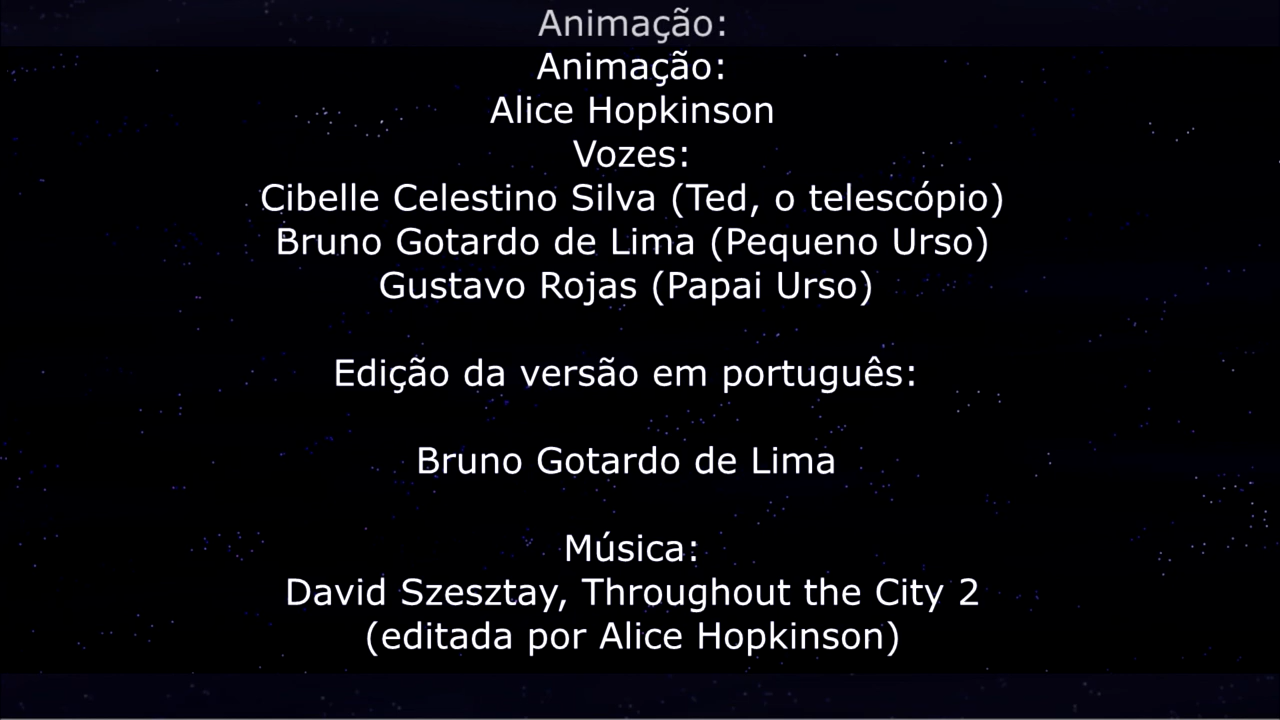 Animação:
Animação:
Alice Hopkinson
Vozes:
Cibelle Celestino Silva (Ted, o telescópio)
Bruno Gotardo de Lima (Pequeno Urso)
Gustavo Rojas (Papai Urso)
Edição da versão em português:
Bruno Gotardo de Lima
Música:
David Szesztay, Throughout the City 2
(editada por Alice Hopkinson)